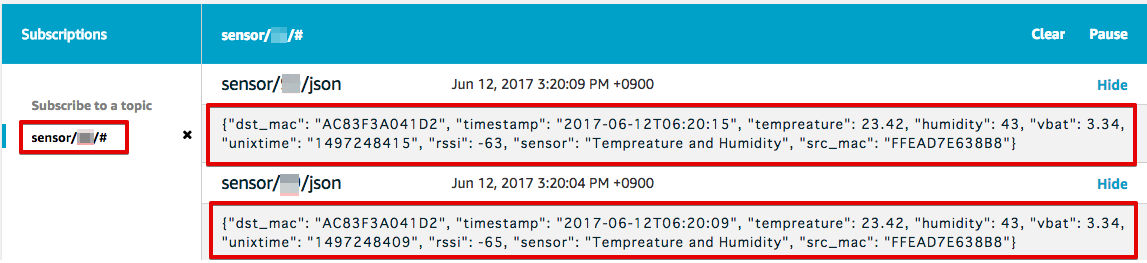 Subscriptions
sensor/ /#
Clear
Pause
Subscribe to a topic
sensor/ /#
×
sensor/ /json
Jun 12, 2017 3:20:09 PM +0900
Hide
{"dst_mac": "AC83F3A041D2", "timestamp": "2017-06-12T06:20:15", "tempreature": 23.42, "humidity": 43, "vbat": 3.34,
"unixtime": "1497248415", "rssi": -63, "sensor": "Tempreature and Humidity", "src_mac": "FFEAD7E638B8"}
sensor/ /json
Jun 12, 2017 3:20:04 PM +0900
Hide
{"dst_mac": "AC83F3A041D2", "timestamp": "2017-06-12T06:20:09", "tempreature": 23.42, "humidity": 43, "vbat": 3.34,
"unixtime": "1497248409", "rssi": -65, "sensor": "Tempreature and Humidity", "src_mac": "FFEAD7E638B8"}